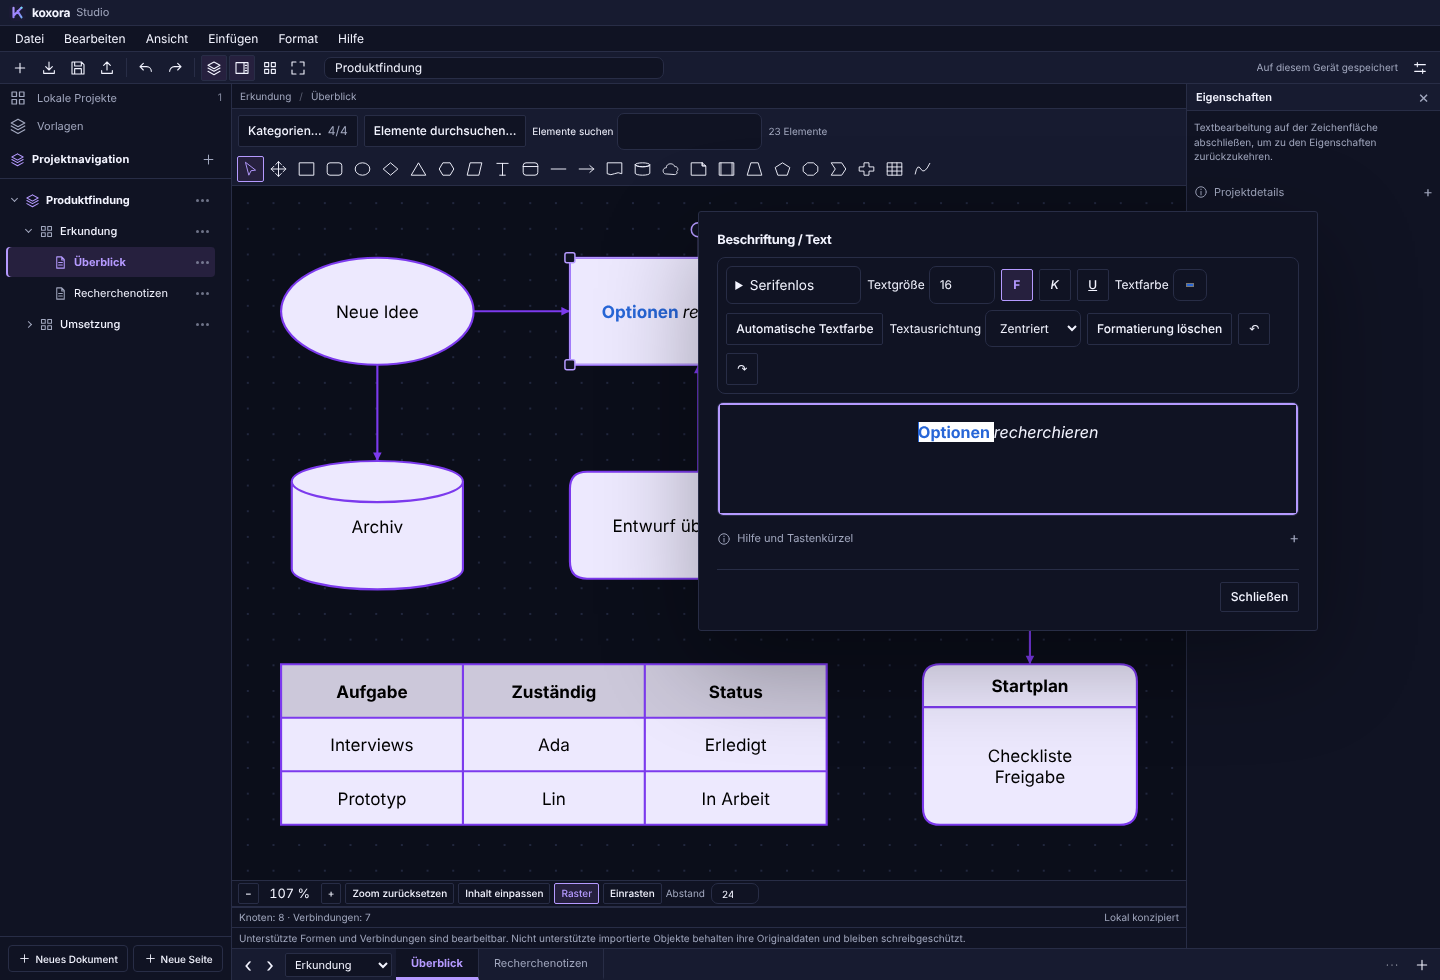 koxora Studio
Datei Bearbeiten Ansicht Einfügen Format Hilfe
Produktfindung
Auf diesem Gerät gespeichert
Lokale Projekte 1
Vorlagen
Projektnavigation
Produktfindung
Erkundung
Überblick
Recherchenotizen
Umsetzung
Neues Dokument
Neue Seite
Erkundung / Überblick
Kategorien... 4/4
Elemente durchsuchen...
Elemente suchen
23 Elemente
Eigenschaften
Textbearbeitung auf der Zeichenfläche
abschließen, um zu den Eigenschaften
zurückzukehren.
Projektdetails
Neue Idee
Optionen re
Archiv
Entwurf üb
Beschriftung / Text
Serifenlos
Textgröße 16
F K U
Textfarbe
Automatische Textfarbe
Textausrichtung Zentriert
Formatierung löschen
Optionen recherchieren
Hilfe und Tastenkürzel
Schließen
Aufgabe Zuständig Status
Interviews Ada Erledigt
Prototyp Lin In Arbeit
Startplan
Checkliste
Freigabe
107 %
Zoom zurücksetzen
Inhalt einpassen
Raster
Einrasten
Abstand 24
Knoten: 8 · Verbindungen: 7
Lokal konzipiert
Unterstützte Formen und Verbindungen sind bearbeitbar. Nicht unterstützte importierte Objekte behalten ihre Originaldaten und bleiben schreibgeschützt.
Erkundung
Überblick
Recherchenotizen